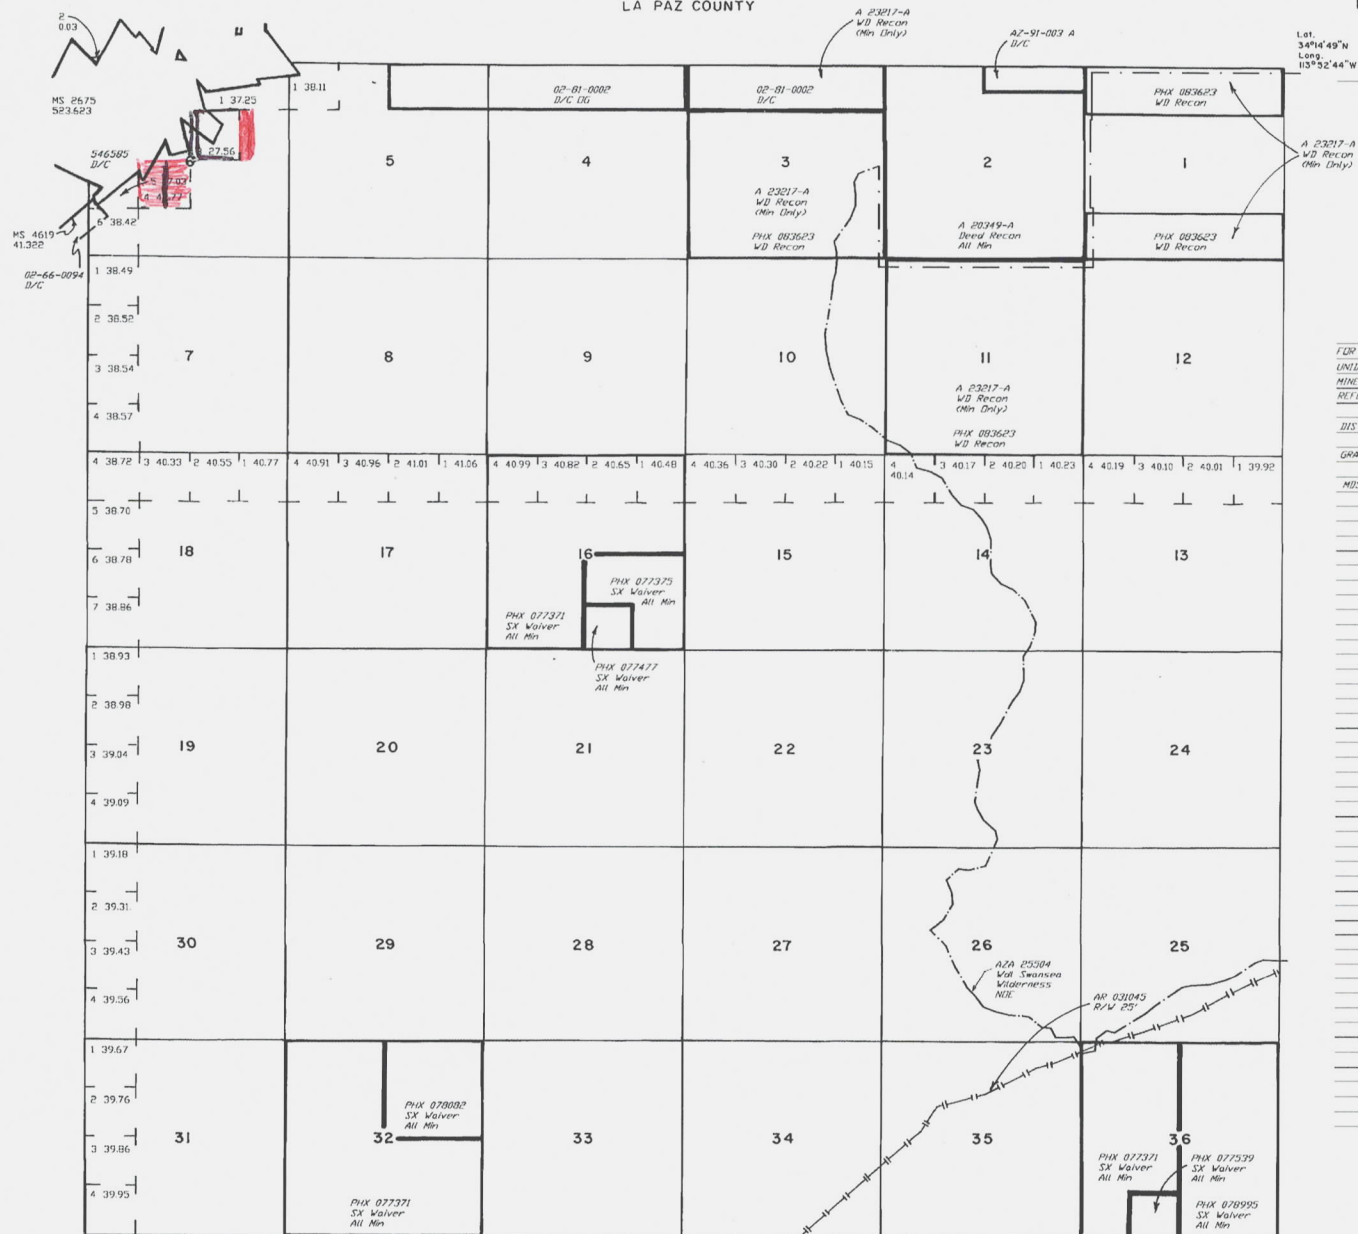 LA PAZ COUNTY
2
0.03
A 23217-A
WD Recon
(Min Only)
AZ-91-003 A
D/C
Lat.
34°14'49"N
Long.
113°52'44"W
MS 2675
523.623
1 38.11
1 37.25
02-81-0002
D/C OG
02-81-0002
D/C
PHX 083623
WD Recon
546585
D/C
27.56
6
5
4
3
2
1
A 23217-A
WD Recon
(Min Only)
A 23217-A
WD Recon
(Min Only)
PHX 083623
WD Recon
A 20349-A
Deed Recon
All Min
PHX 083623
WD Recon
6 38.42
MS 4619
41.322
02-66-0094
D/C
1 38.49
2 38.52
3 38.54
4 38.57
7
8
9
10
11
12
A 23217-A
WD Recon
(Min Only)
PHX 083623
WD Recon
FOR
MINE
DIS
GRA
4 38.72 3 40.33 2 40.55 1 40.77 4 40.91 3 40.96 2 41.01 1 41.06 4 40.99 3 40.82 2 40.65 1 40.48 4 40.36 3 40.30 2 40.22 1 40.15 4 40.14 3 40.17 2 40.20 1 40.23 4 40.19 3 40.10 2 40.01 1 39.92
5 38.70
6 38.78
7 38.86
18
17
16
15
14
13
PHX 077375
SX Waiver
All Min
PHX 077371
SX Waiver
All Min
PHX 077477
SX Waiver
All Min
1 38.93
2 38.98
3 39.04
4 39.09
19
20
21
22
23
24
1 39.18
2 39.31
3 39.43
4 39.56
30
29
28
27
26
25
AZA 25504
Wdl Swansea
Wilderness
NOE
AR 031045
R/W 25'
1 39.67
2 39.76
3 39.86
4 39.95
31
32
33
34
35
36
PHX 078082
SX Waiver
All Min
PHX 077371
SX Waiver
All Min
PHX 077371
SX Waiver
All Min
PHX 077539
SX Waiver
All Min
PHX 078995
SX Waiver
All Min